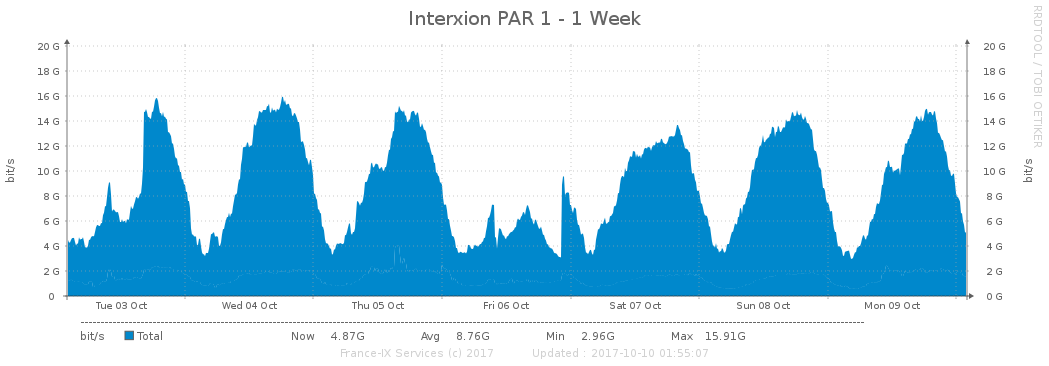 Interxion PAR 1 - 1 Week
RRDTOOL / TOBI OETIKER
bit/s
20 G 20 G
18 G 18 G
16 G 16 G
14 G 14 G
12 G 12 G
10 G 10 G
8 G 8 G
6 G 6 G
4 G 4 G
2 G 2 G
0 0 G
bit/s
Tue 03 Oct Wed 04 Oct Thu 05 Oct Fri 06 Oct Sat 07 Oct Sun 08 Oct Mon 09 Oct
bit/s Total Now 4.87G Avg 8.76G Min 2.96G Max 15.91G
France-IX Services (c) 2017 Updated : 2017-10-10 01:55:07